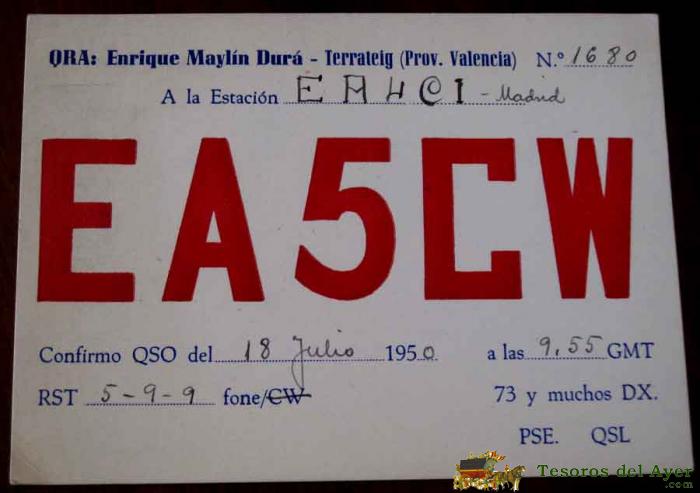 QRA: Enrique Maylín Durá - Terrateig (Prov. Valencia) N.º 1680
A la Estación EA4CI - Madrid
EA5CW
Confirmo QSO del 18 Julio 1950 a las 9,55 GMT
RST 5-9-9 fone/CW 73 y muchos DX.
PSE. QSL
Tesoros del Ayer
.com